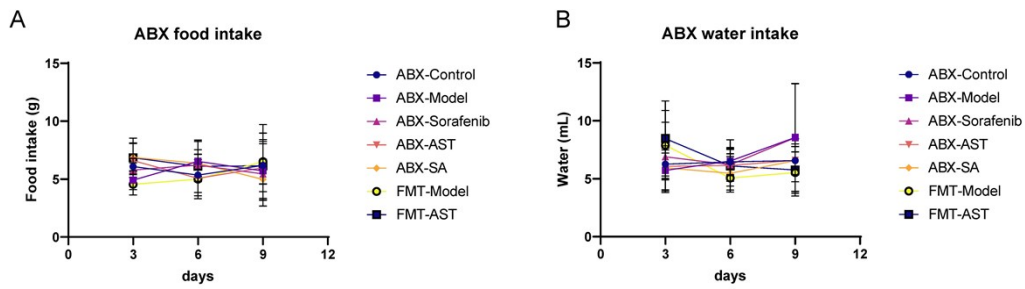 A
ABX food intake
Food intake (g)
15
10
5
0
0 3 6 9 12
days
ABX-Control
ABX-Model
ABX-Sorafenib
ABX-AST
ABX-SA
FMT-Model
FMT-AST
B
ABX water intake
Water (mL)
15
10
5
0
0 3 6 9 12
days
ABX-Control
ABX-Model
ABX-Sorafenib
ABX-AST
ABX-SA
FMT-Model
FMT-AST